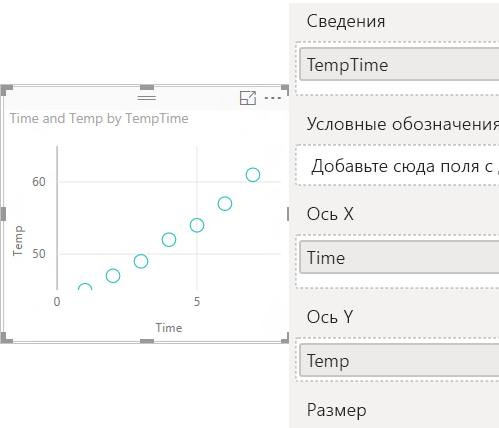 Сведения
TempTime
Условные обозначения
Добавьте сюда поля с
Ось X
Time
Ось Y
Temp
Размер
Time and Temp by TempTime
60
50
Temp
0
5
Time